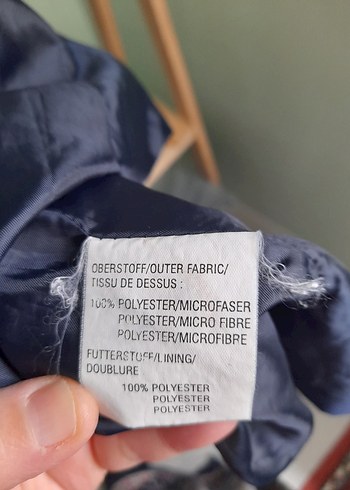 OBERSTOFF/OUTER FABRIC/
TISSU DE DESSUS :
100% POLYESTER/MICROFASER
POLYESTER/MICRO FIBRE
POLYESTER/MICROFIBRE
FUTTERSTOFF/LINING/
DOUBLURE
100% POLYESTER
POLYESTER
POLYESTER